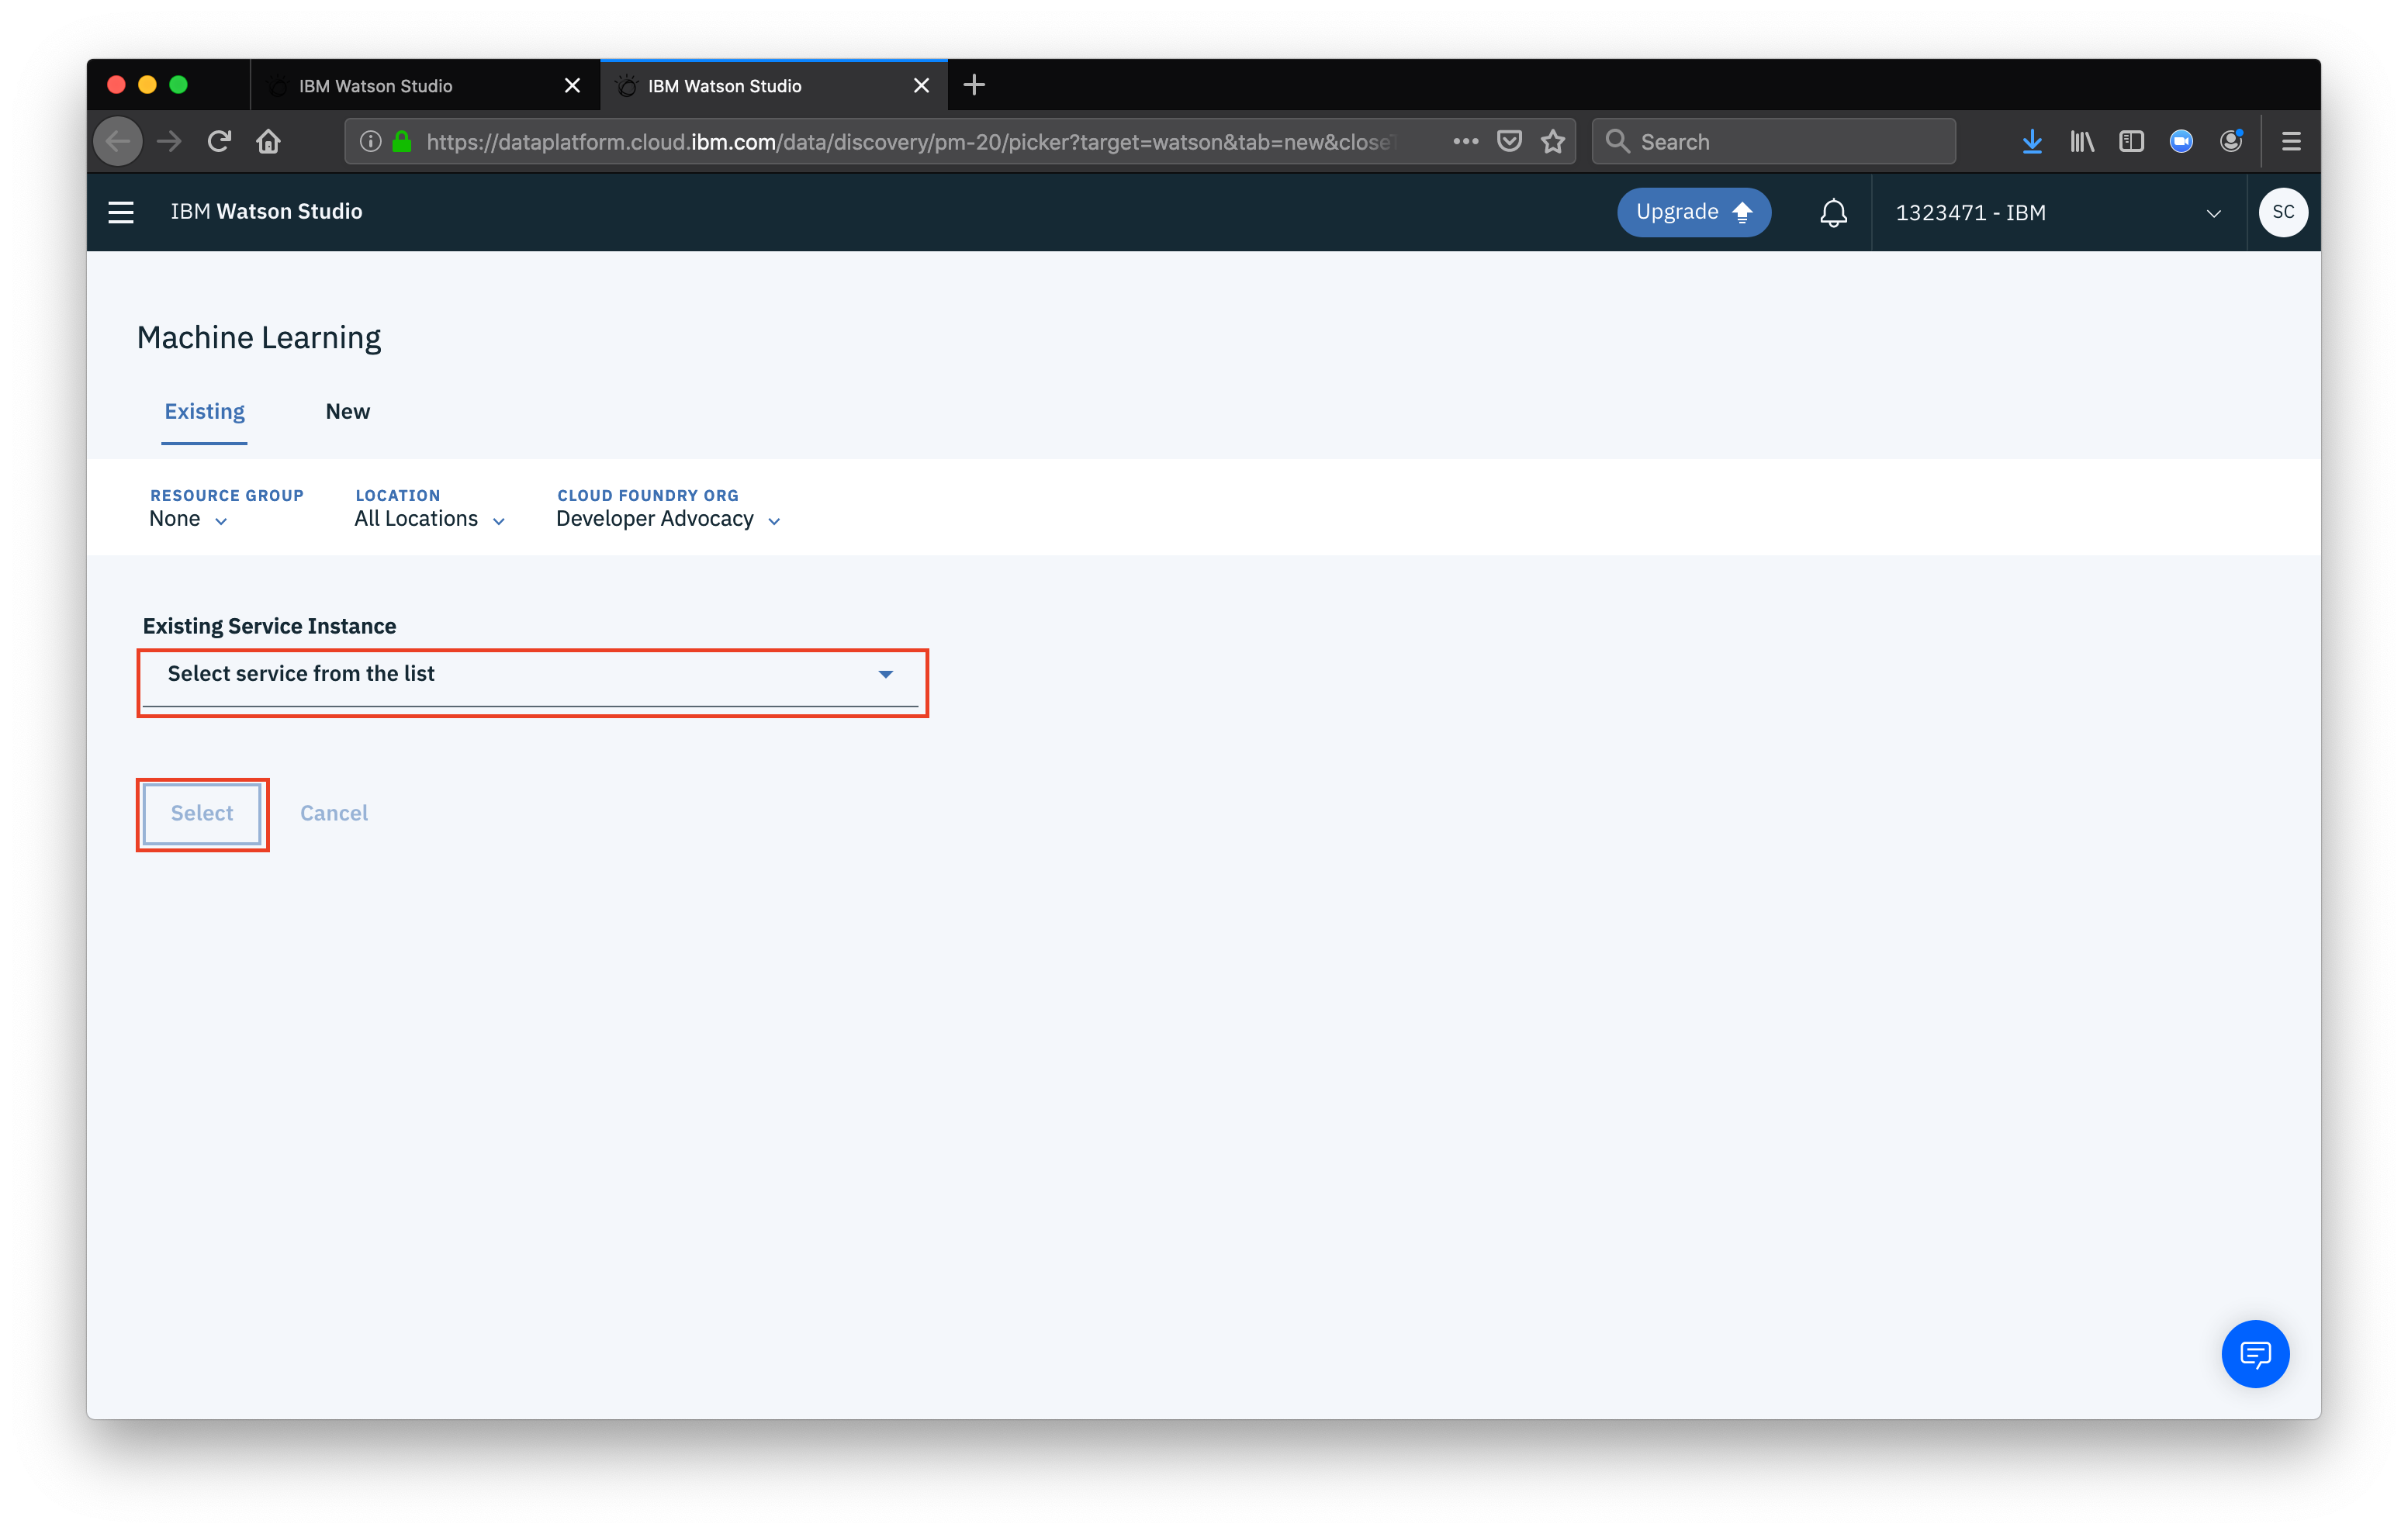 IBM Watson Studio
IBM Watson Studio
https://dataplatform.cloud.ibm.com/data/discovery/pm-20/picker?target=watson&tab=new&close
Search
IBM Watson Studio
Upgrade
1323471 - IBM
SC
Machine Learning
Existing
New
RESOURCE GROUP
LOCATION
CLOUD FOUNDRY ORG
None
All Locations
Developer Advocacy
Existing Service Instance
Select service from the list
Select
Cancel